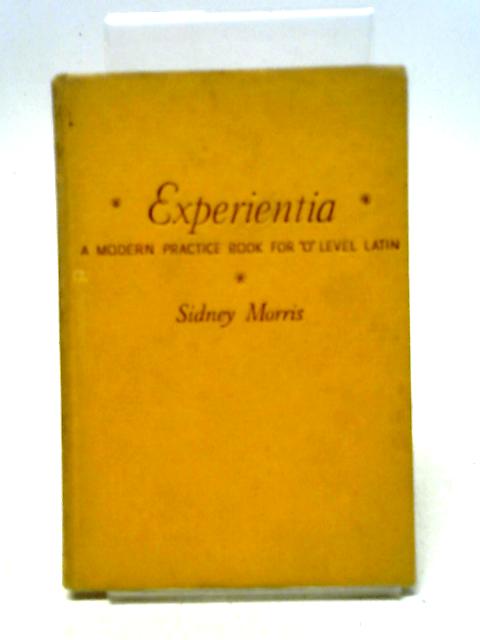 * Experientia *
A MODERN PRACTICE BOOK FOR "O" LEVEL LATIN
*
Sidney Morris